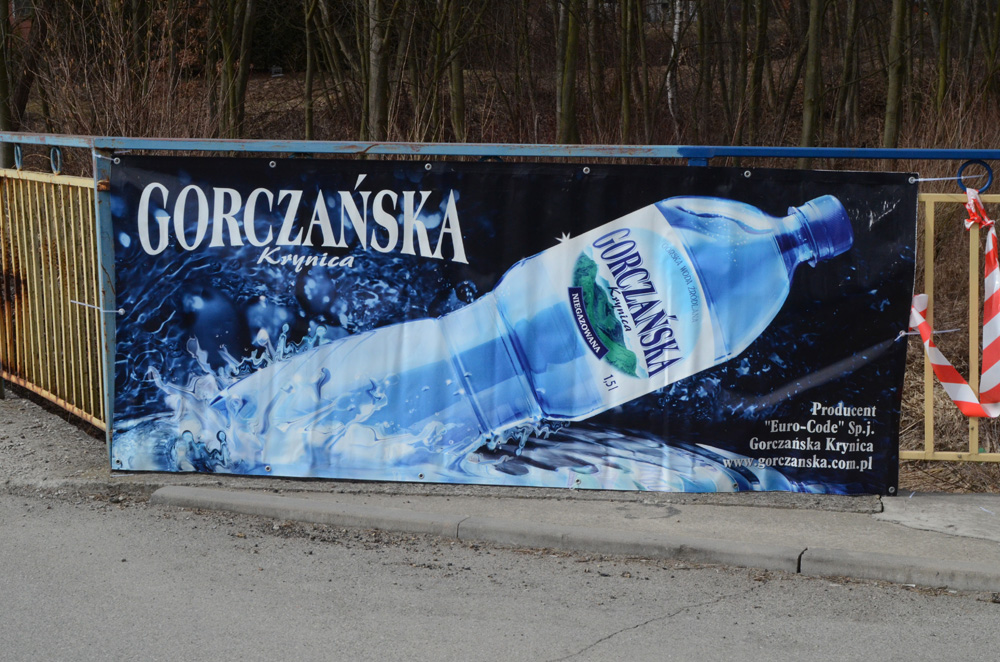 GORCZAŃSKA
Krynica
GORCZAŃSKA
Krynica
NIEGAZOWANA
1,5 l
Producent
"Euro-Code" Sp.j.
Gorczańska Krynica
www.gorczanska.com.pl